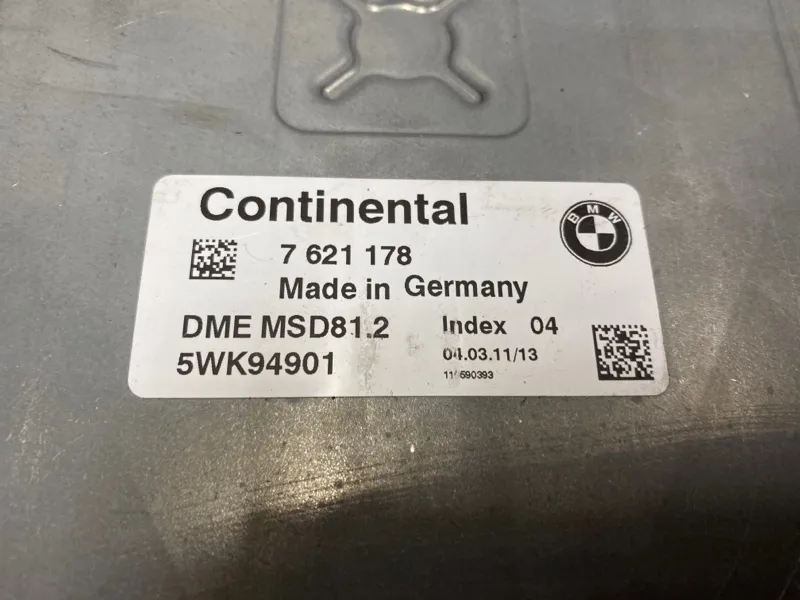 Continental
BMW
7 621 178
Made in Germany
DME MSD81.2 Index 04
5WK94901 04.03.11/13